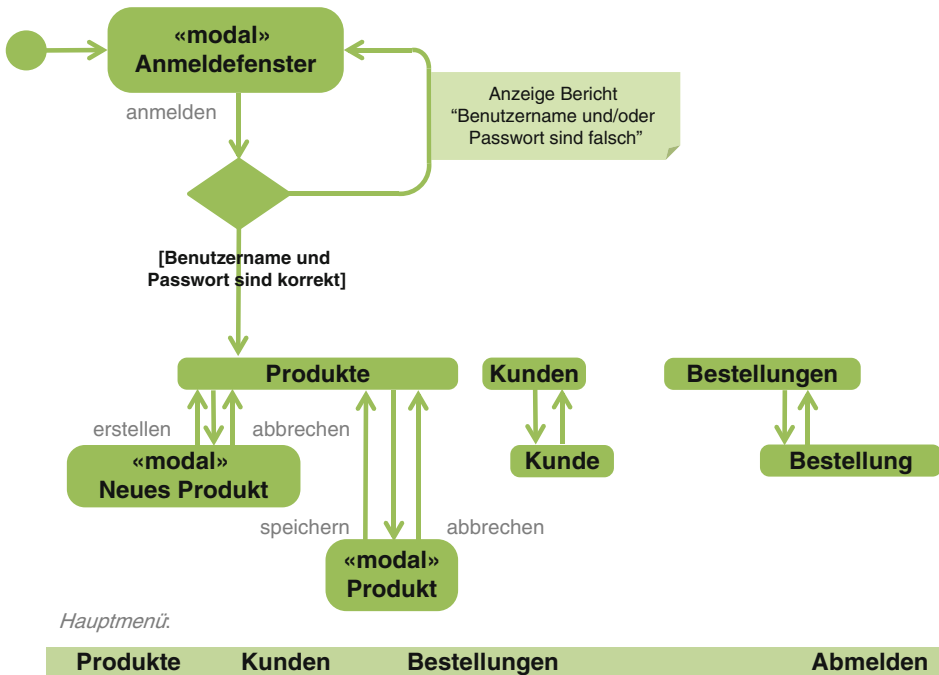 «modal»
Anmeldefenster
anmelden
Anzeige Bericht
“Benutzername und/oder
Passwort sind falsch”
[Benutzername und
Passwort sind korrekt]
Produkte
Kunden
Bestellungen
erstellen
abbrechen
«modal»
Neues Produkt
Kunde
Bestellung
speichern
abbrechen
«modal»
Produkt
Hauptmenü:
Produkte Kunden Bestellungen Abmelden